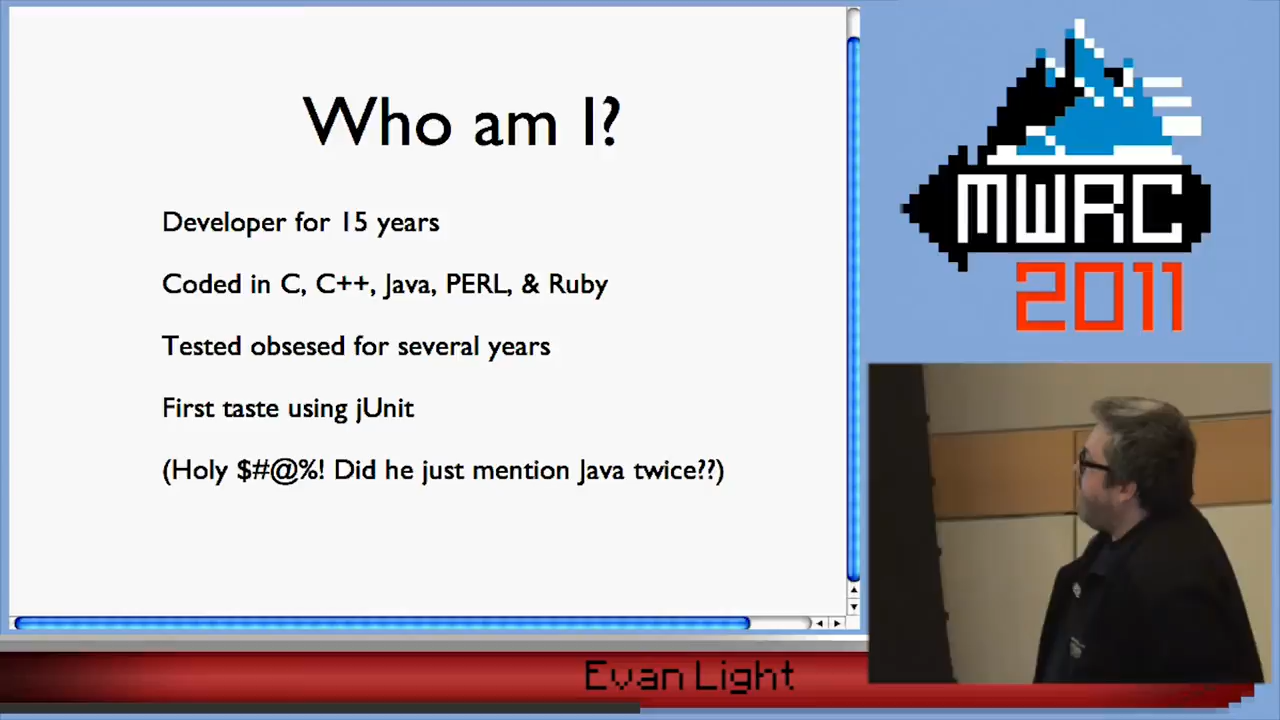 Who am I?
Developer for 15 years
Coded in C, C++, Java, PERL, & Ruby
Tested obsesed for several years
First taste using jUnit
(Holy $#@%! Did he just mention Java twice??)
MWRC
2011
Evan Light